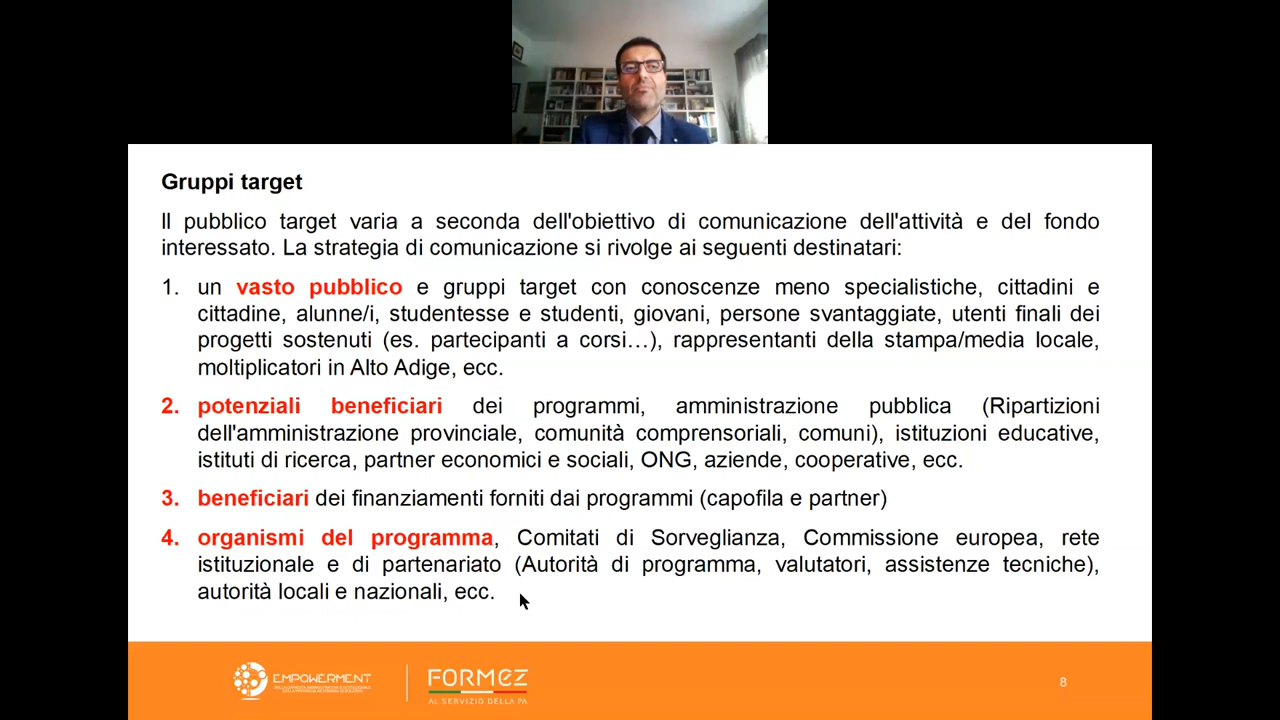 Gruppi target
Il pubblico target varia a seconda dell'obiettivo di comunicazione dell'attività e del fondo
interessato. La strategia di comunicazione si rivolge ai seguenti destinatari:
1. un vasto pubblico e gruppi target con conoscenze meno specialistiche, cittadini e
cittadine, alunne/i, studentesse e studenti, giovani, persone svantaggiate, utenti finali dei
progetti sostenuti (es. partecipanti a corsi…), rappresentanti della stampa/media locale,
moltiplicatori in Alto Adige, ecc.
2. potenziali beneficiari dei programmi, amministrazione pubblica (Ripartizioni
dell'amministrazione provinciale, comunità comprensoriali, comuni), istituzioni educative,
istituti di ricerca, partner economici e sociali, ONG, aziende, cooperative, ecc.
3. beneficiari dei finanziamenti forniti dai programmi (capofila e partner)
4. organismi del programma, Comitati di Sorveglianza, Commissione europea, rete
istituzionale e di partenariato (Autorità di programma, valutatori, assistenze tecniche),
autorità locali e nazionali, ecc.
EMPOWERMENT
FORMEZ
AL SERVIZIO DELLA PA
8